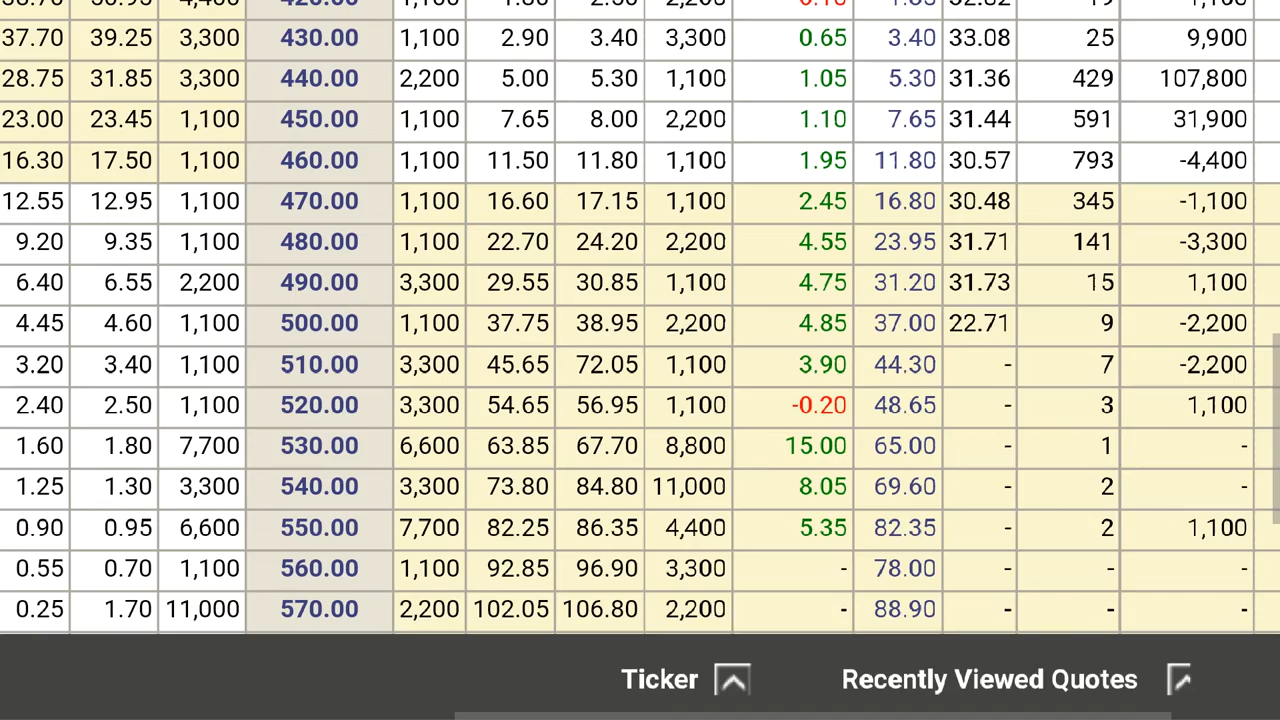 37.70 39.25 3,300 430.00 1,100 2.90 3.40 3,300 0.65 3.40 33.08 25 9,900
28.75 31.85 3,300 440.00 2,200 5.00 5.30 1,100 1.05 5.30 31.36 429 107,800
23.00 23.45 1,100 450.00 1,100 7.65 8.00 2,200 1.10 7.65 31.44 591 31,900
16.30 17.50 1,100 460.00 1,100 11.50 11.80 1,100 1.95 11.80 30.57 793 -4,400
12.55 12.95 1,100 470.00 1,100 16.60 17.15 1,100 2.45 16.80 30.48 345 -1,100
9.20 9.35 1,100 480.00 1,100 22.70 24.20 2,200 4.55 23.95 31.71 141 -3,300
6.40 6.55 2,200 490.00 3,300 29.55 30.85 1,100 4.75 31.20 31.73 15 1,100
4.45 4.60 1,100 500.00 1,100 37.75 38.95 2,200 4.85 37.00 22.71 9 -2,200
3.20 3.40 1,100 510.00 3,300 45.65 72.05 1,100 3.90 44.30 - 7 -2,200
2.40 2.50 1,100 520.00 3,300 54.65 56.95 1,100 -0.20 48.65 - 3 1,100
1.60 1.80 7,700 530.00 6,600 63.85 67.70 8,800 15.00 65.00 - 1 -
1.25 1.30 3,300 540.00 3,300 73.80 84.80 11,000 8.05 69.60 - 2 -
0.90 0.95 6,600 550.00 7,700 82.25 86.35 4,400 5.35 82.35 - 2 1,100
0.55 0.70 1,100 560.00 1,100 92.85 96.90 3,300 - 78.00 - - -
0.25 1.70 11,000 570.00 2,200 102.05 106.80 2,200 - 88.90 - - -
Ticker Recently Viewed Quotes